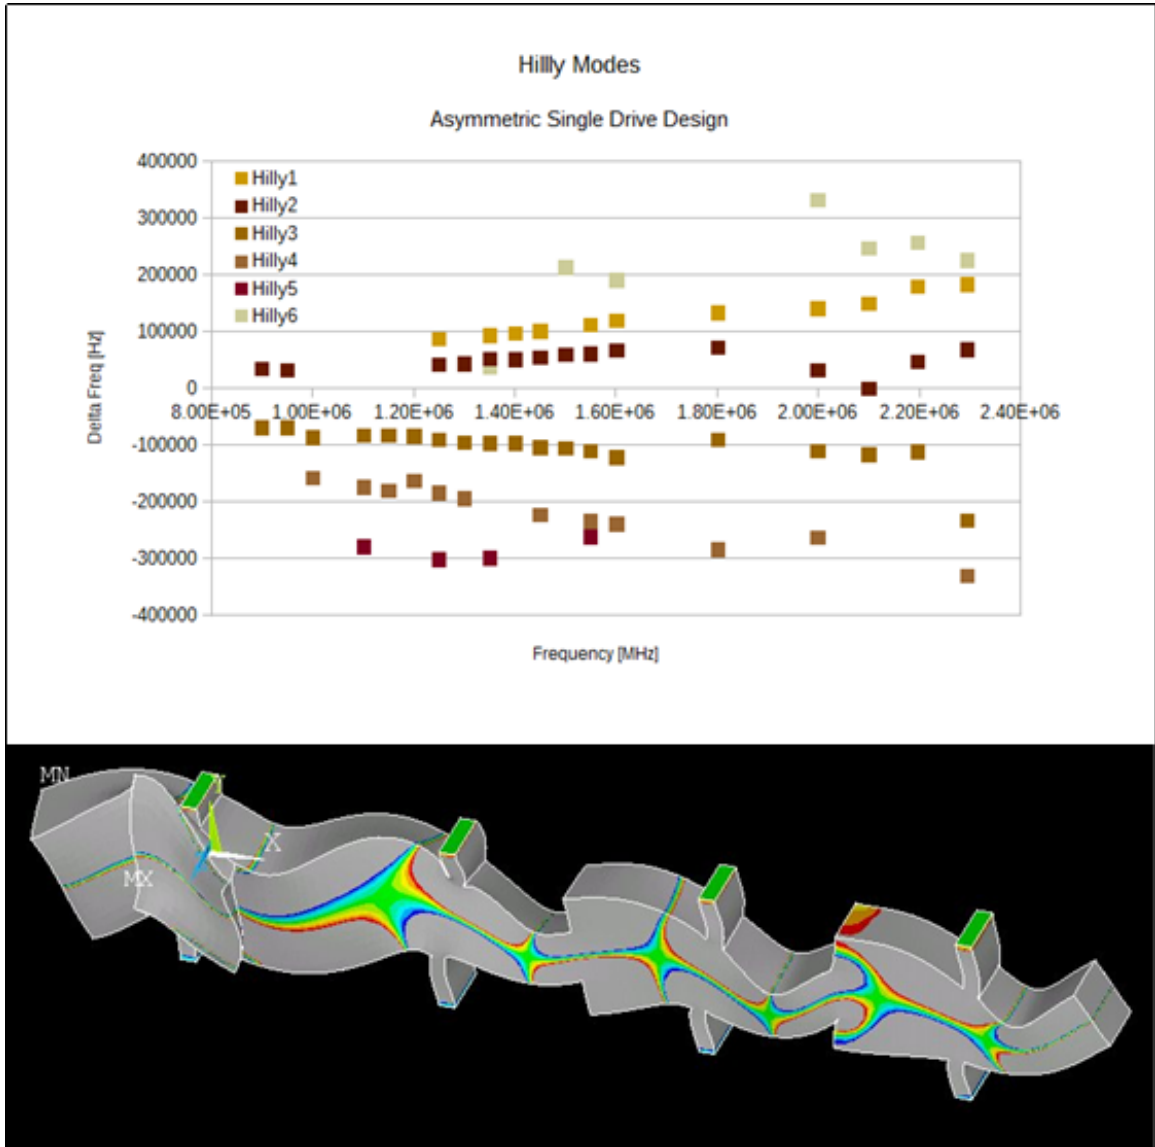 Hillly Modes
Asymmetric Single Drive Design
400000
300000
200000
100000
0
-100000
-200000
-300000
-400000
Hilly1
Hilly2
Hilly3
Hilly4
Hilly5
Hilly6
Delta Freq [Hz]
8.00E+05 1.00E+06 1.20E+06 1.40E+06 1.60E+06 1.80E+06 2.00E+06 2.20E+06 2.40E+06
Frequency [MHz]
MN
X
MX